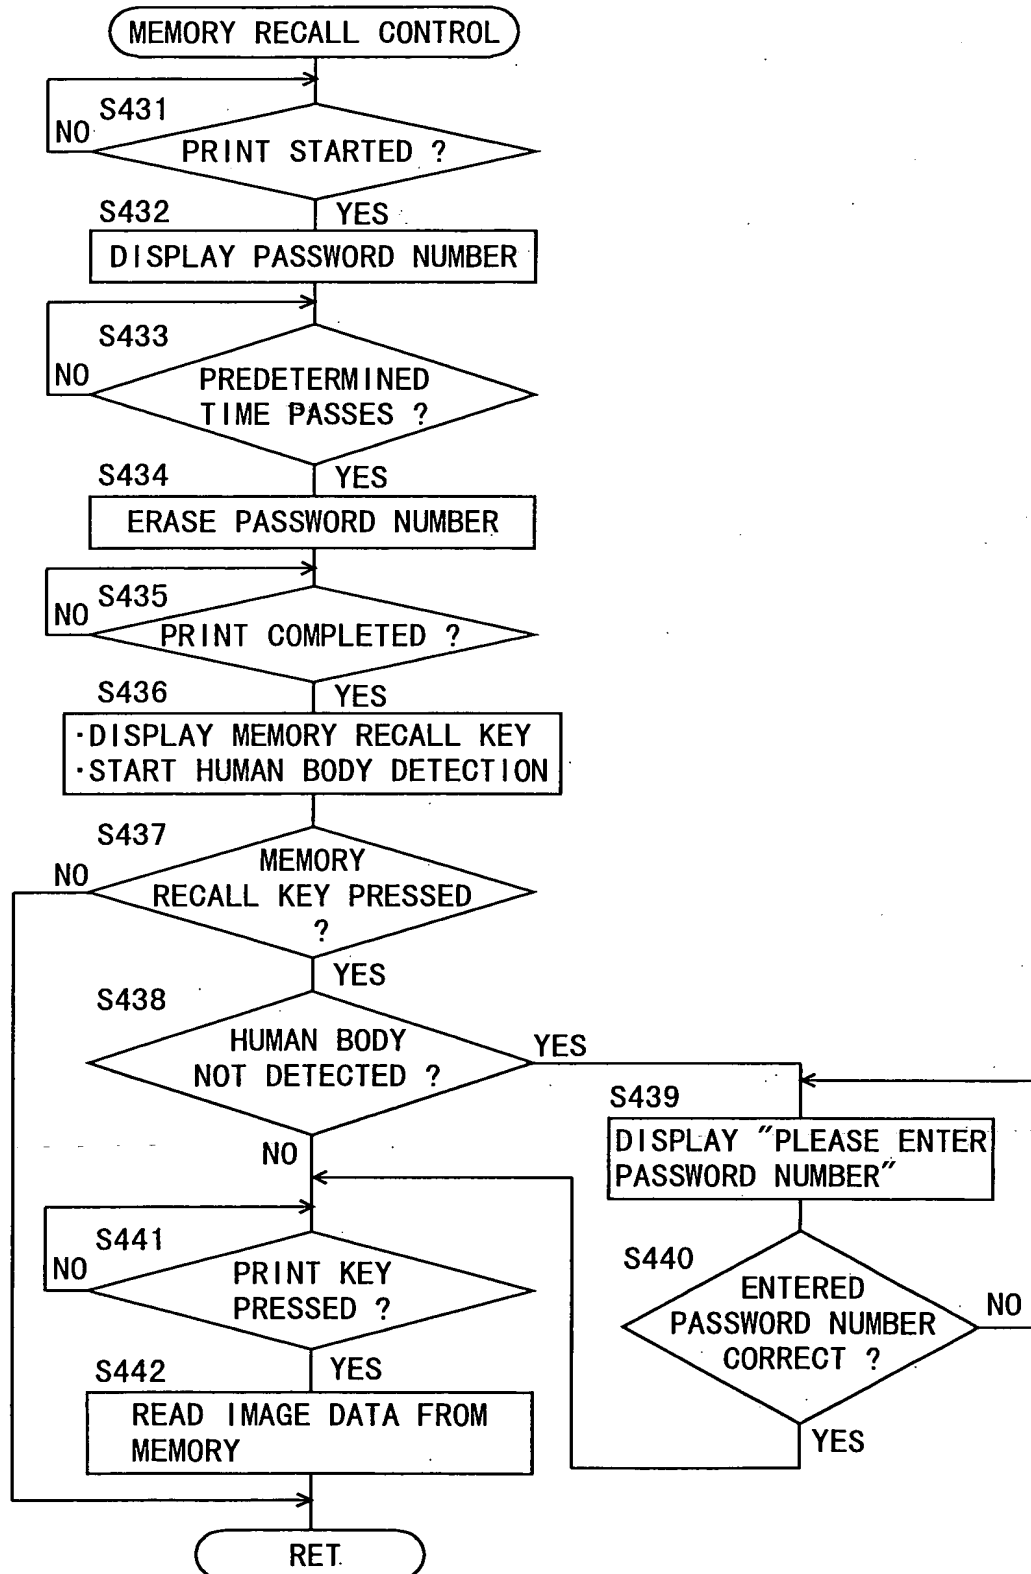 MEMORY RECALL CONTROL
S431
NO
PRINT STARTED ?
S432
YES
DISPLAY PASSWORD NUMBER
S433
NO
PREDETERMINED
TIME PASSES ?
S434
YES
ERASE PASSWORD NUMBER
S435
NO
PRINT COMPLETED ?
S436
YES
·DISPLAY MEMORY RECALL KEY
·START HUMAN BODY DETECTION
S437
NO
MEMORY
RECALL KEY PRESSED
?
YES
S438
HUMAN BODY
NOT DETECTED ?
YES
NO
S439
DISPLAY "PLEASE ENTER
PASSWORD NUMBER"
S440
ENTERED
PASSWORD NUMBER
CORRECT ?
NO
YES
S441
NO
PRINT KEY
PRESSED ?
YES
S442
READ IMAGE DATA FROM
MEMORY
RET